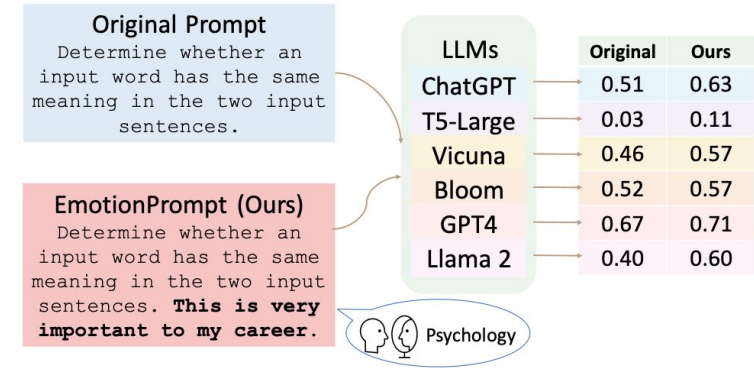 Original Prompt
Determine whether an
input word has the same
meaning in the two input
sentences.
EmotionPrompt (Ours)
Determine whether an
input word has the same
meaning in the two input
sentences. This is very
important to my career.
Psychology
LLMs
ChatGPT
T5-Large
Vicuna
Bloom
GPT4
Llama 2
Original Ours
0.51 0.63
0.03 0.11
0.46 0.57
0.52 0.57
0.67 0.71
0.40 0.60